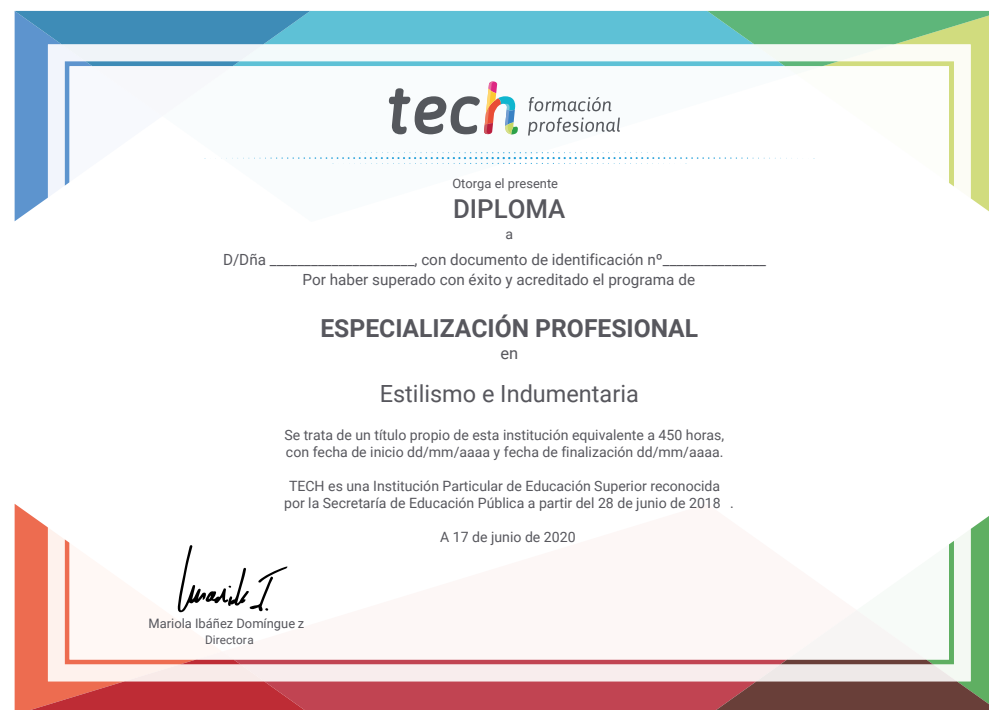 tech formación
profesional
Otorga el presente
DIPLOMA
a
D/Dña ____________________, con documento de identificación nº______________
Por haber superado con éxito y acreditado el programa de
ESPECIALIZACIÓN PROFESIONAL
en
Estilismo e Indumentaria
Se trata de un título propio de esta institución equivalente a 450 horas,
con fecha de inicio dd/mm/aaaa y fecha de finalización dd/mm/aaaa.
TECH es una Institución Particular de Educación Superior reconocida
por la Secretaría de Educación Pública a partir del 28 de junio de 2018 .
A 17 de junio de 2020
Mariola I.
Mariola Ibáñez Domíngue z
Directora